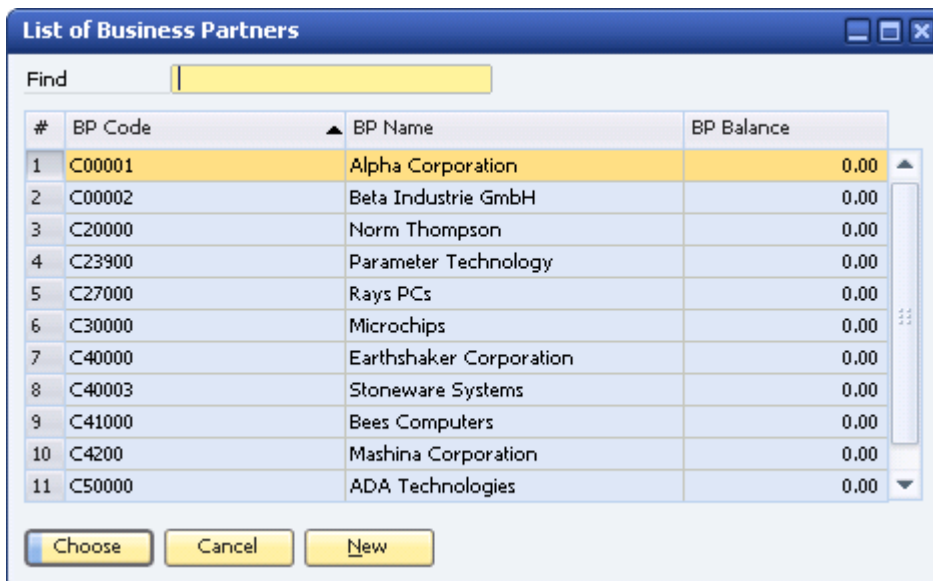 List of Business Partners
Find
# BP Code BP Name BP Balance
1 C00001 Alpha Corporation 0.00
2 C00002 Beta Industrie GmbH 0.00
3 C20000 Norm Thompson 0.00
4 C23900 Parameter Technology 0.00
5 C27000 Rays PCs 0.00
6 C30000 Microchips 0.00
7 C40000 Earthshaker Corporation 0.00
8 C40003 Stoneware Systems 0.00
9 C41000 Bees Computers 0.00
10 C4200 Mashina Corporation 0.00
11 C50000 ADA Technologies 0.00
Choose Cancel New